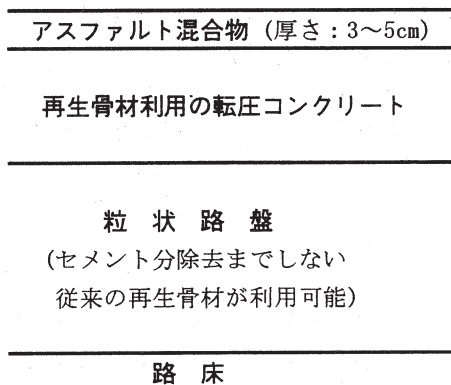 アスファルト混合物 (厚さ：3～5cm)
再生骨材利用の転圧コンクリート
粒 状 路 盤
(セメント分除去までしない
従来の再生骨材が利用可能)
路 床